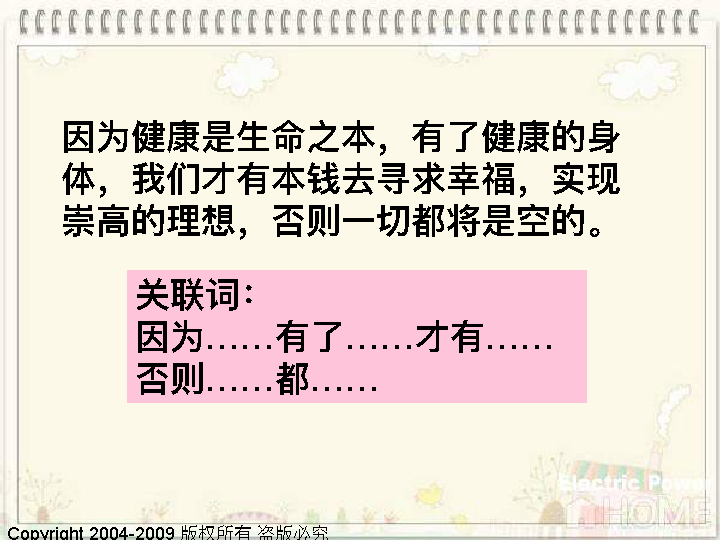 因为健康是生命之本，有了健康的身
体，我们才有本钱去寻求幸福，实现
崇高的理想，否则一切都将是空的。
关联词：
因为……有了……才有……
否则……都……
Electric Power
HOME
Copyright 2004-2009 版权所有 盗版必究